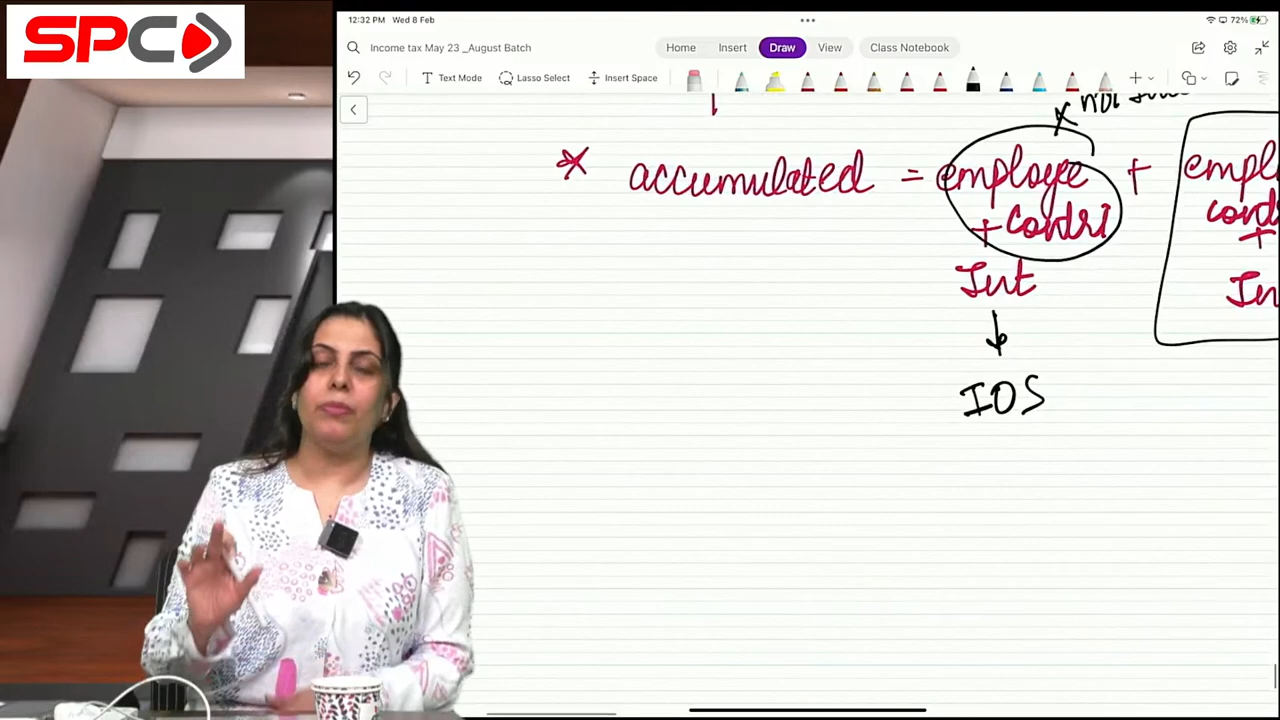 SPC
12:32 PM Wed 8 Feb
72%
Income tax May 23 _August Batch
Home Insert Draw View Class Notebook
Text Mode Lasso Select Insert Space
* accumulated = employee + empl
+ contri
+
Int In
IOS